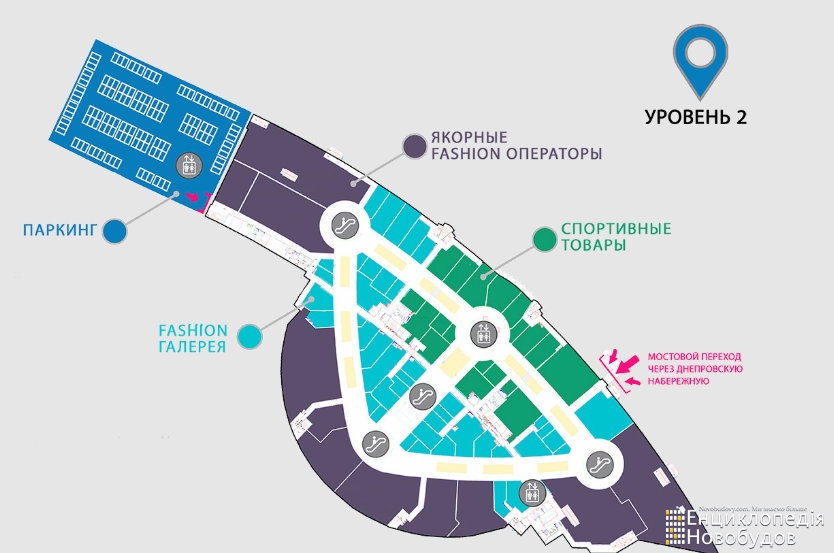 УРОВЕНЬ 2
ЯКОРНЫЕ
FASHION ОПЕРАТОРЫ
ПАРКИНГ
СПОРТИВНЫЕ
ТОВАРЫ
FASHION
ГАЛЕРЕЯ
МОСТОВОЙ ПЕРЕХОД
ЧЕРЕЗ ДНЕПРОВСКУЮ
НАБЕРЕЖНУЮ
Novobudovy.com. Ми знаємо більше
Енциклопедія
Новобудов